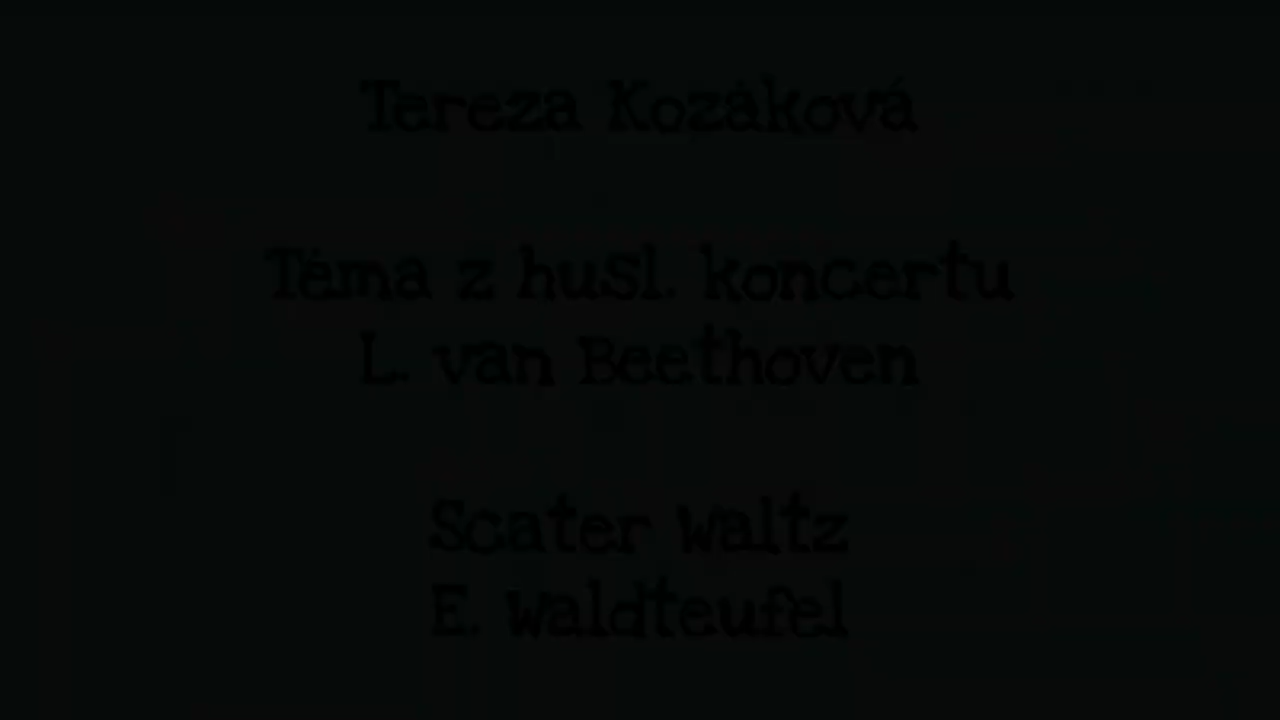 Tereza Kozáková
Téma z husl. koncertu
L. van Beethoven
Scater Waltz
E. Waldteufel